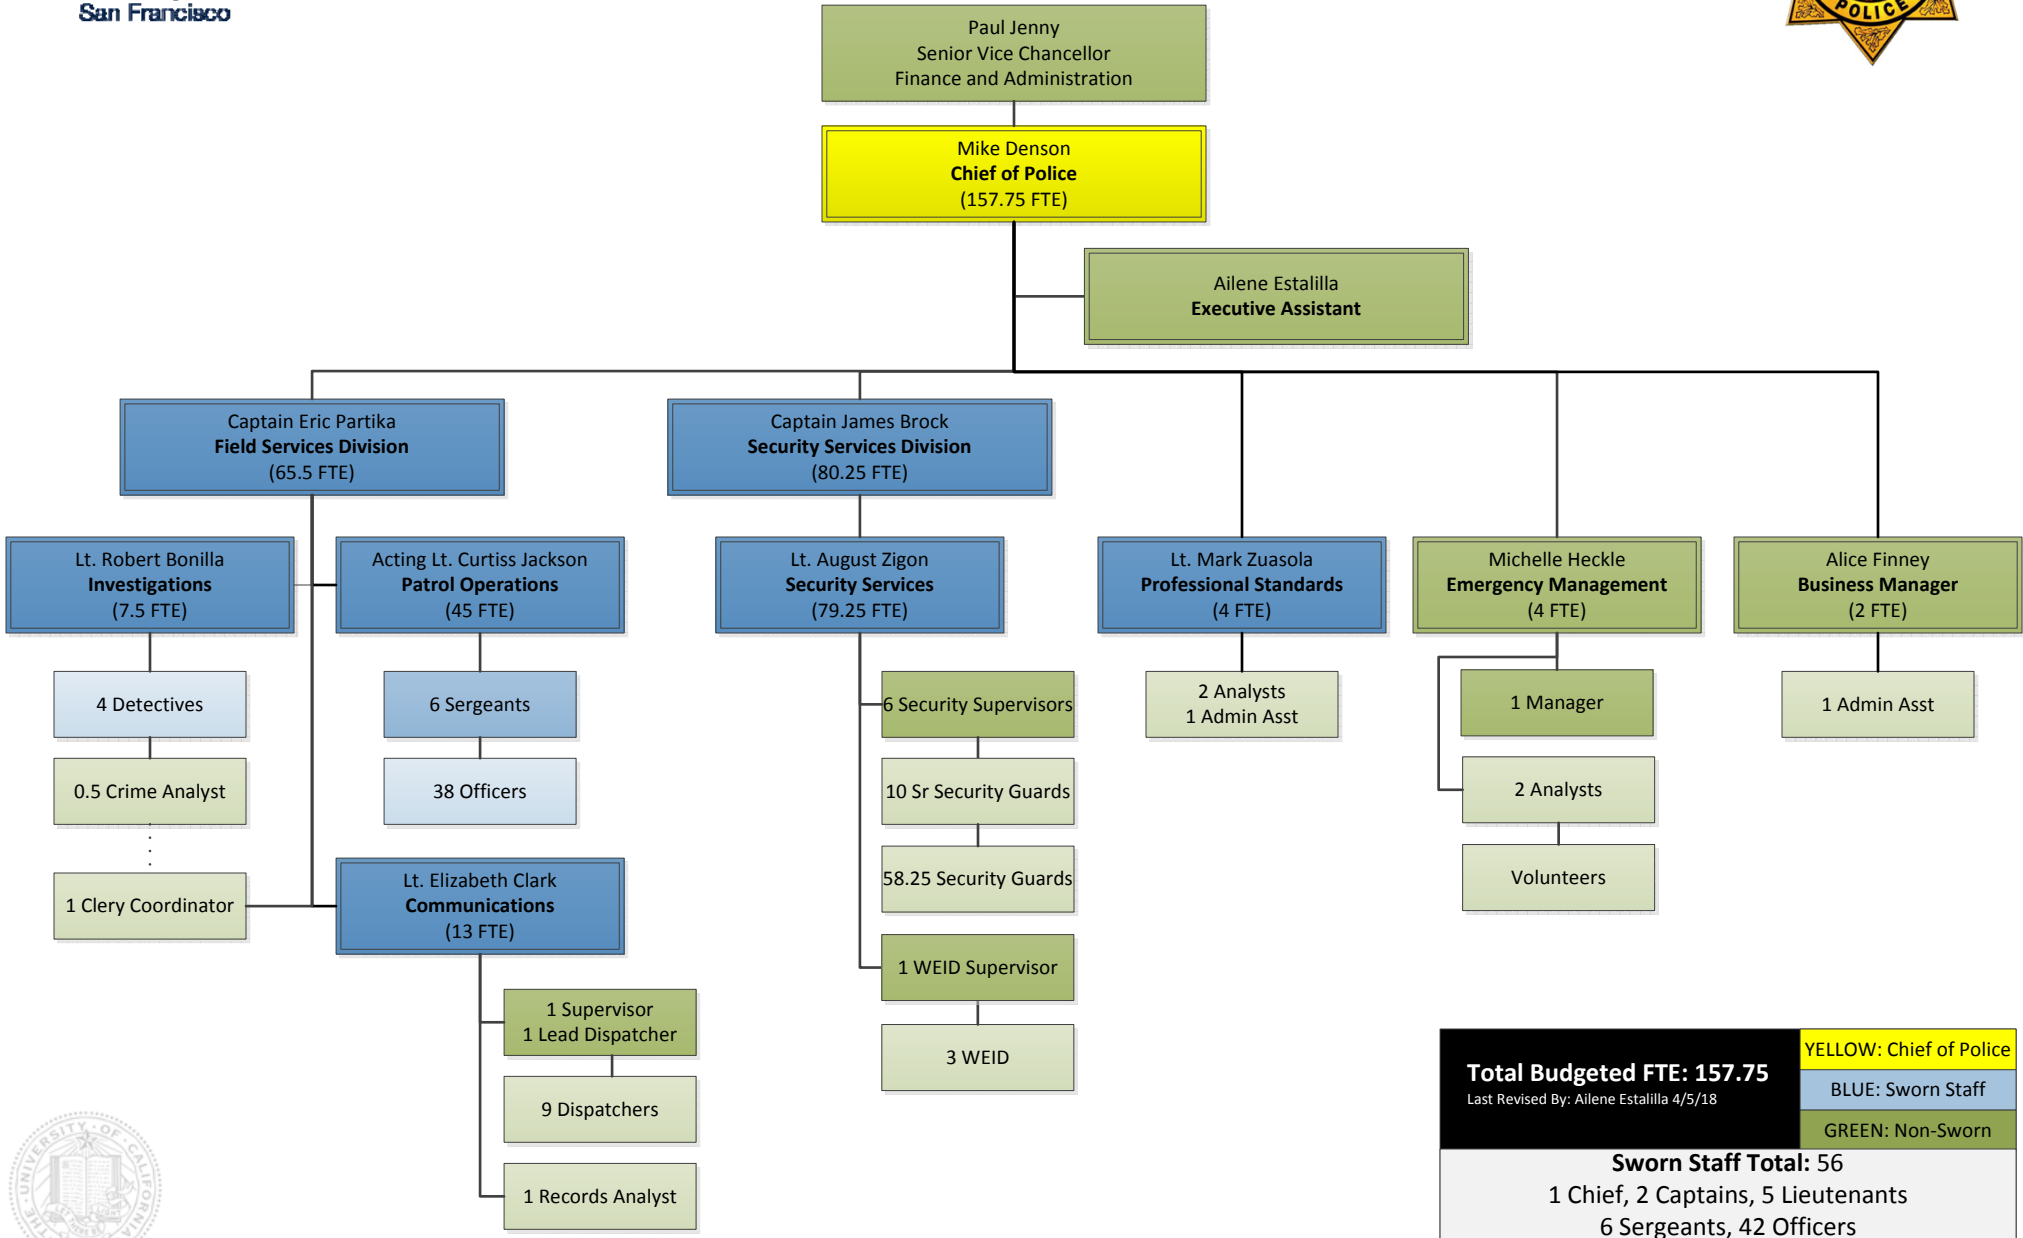 San Francisco
POLICE
Paul Jenny
Senior Vice Chancellor
Finance and Administration
Mike Denson
Chief of Police
(157.75 FTE)
Ailene Estalilla
Executive Assistant
Captain Eric Partika
Field Services Division
(65.5 FTE)
Captain James Brock
Security Services Division
(80.25 FTE)
Lt. Robert Bonilla
Investigations
(7.5 FTE)
Acting Lt. Curtiss Jackson
Patrol Operations
(45 FTE)
Lt. August Zigon
Security Services
(79.25 FTE)
Lt. Mark Zuasola
Professional Standards
(4 FTE)
Michelle Heckle
Emergency Management
(4 FTE)
Alice Finney
Business Manager
(2 FTE)
4 Detectives
6 Sergeants
6 Security Supervisors
2 Analysts
1 Admin Asst
1 Manager
1 Admin Asst
0.5 Crime Analyst
38 Officers
10 Sr Security Guards
2 Analysts
1 Clery Coordinator
Lt. Elizabeth Clark
Communications
(13 FTE)
58.25 Security Guards
Volunteers
1 WEID Supervisor
1 Supervisor
1 Lead Dispatcher
3 WEID
9 Dispatchers
1 Records Analyst
Total Budgeted FTE: 157.75
Last Revised By: Ailene Estalilla 4/5/18
YELLOW: Chief of Police
BLUE: Sworn Staff
GREEN: Non-Sworn
Sworn Staff Total: 56
1 Chief, 2 Captains, 5 Lieutenants
6 Sergeants, 42 Officers
THE UNIVERSITY OF CALIFORNIA